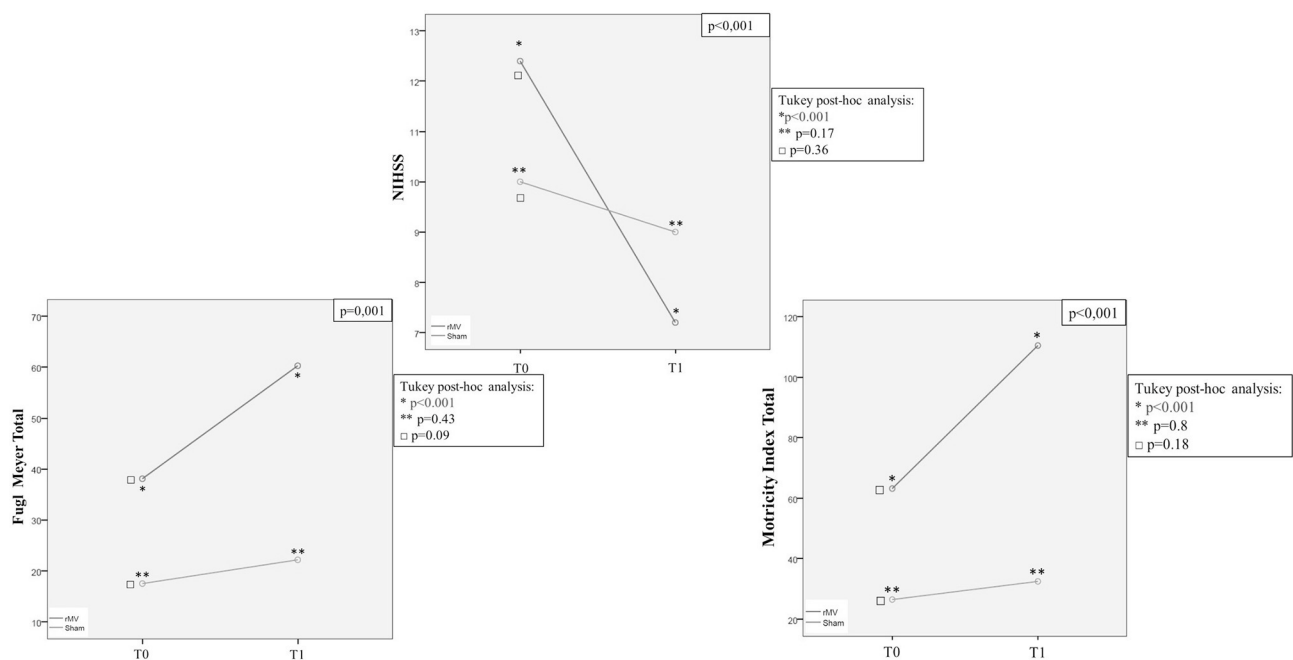 p<0,001
13
12
11
10
9
8
7
NIHSS
*
**
**
*
rMV
Sham
T0
T1
Tukey post-hoc analysis:
*p<0.001
** p=0.17
□ p=0.36
p=0,001
70
60
50
40
30
20
10
Fugl Meyer Total
*
*
**
**
rMV
Sham
T0
T1
Tukey post-hoc analysis:
* p<0.001
** p=0.43
□ p=0.09
p<0,001
120
100
80
60
40
20
Motricity Index Total
*
*
**
**
rMV
Sham
T0
T1
Tukey post-hoc analysis:
* p<0.001
** p=0.8
□ p=0.18